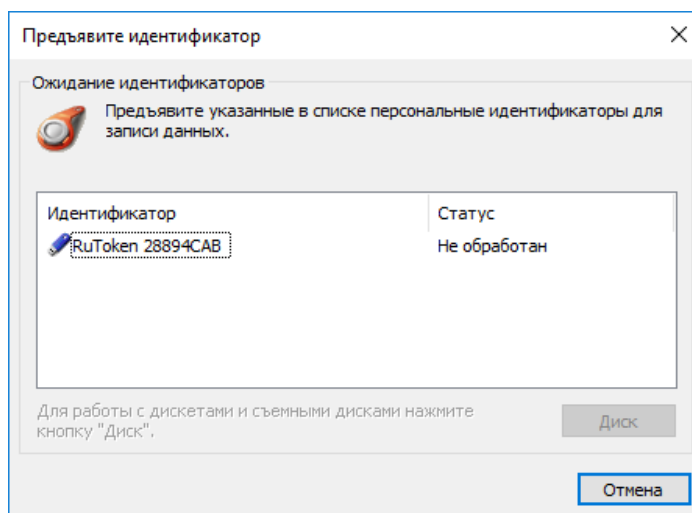 Предъявите идентификатор
Ожидание идентификаторов
Предъявите указанные в списке персональные идентификаторы для
записи данных.
Идентификатор Статус
RuToken 28894CAB Не обработан
Для работы с дискетами и съемными дисками нажмите
кнопку "Диск".
Диск
Отмена